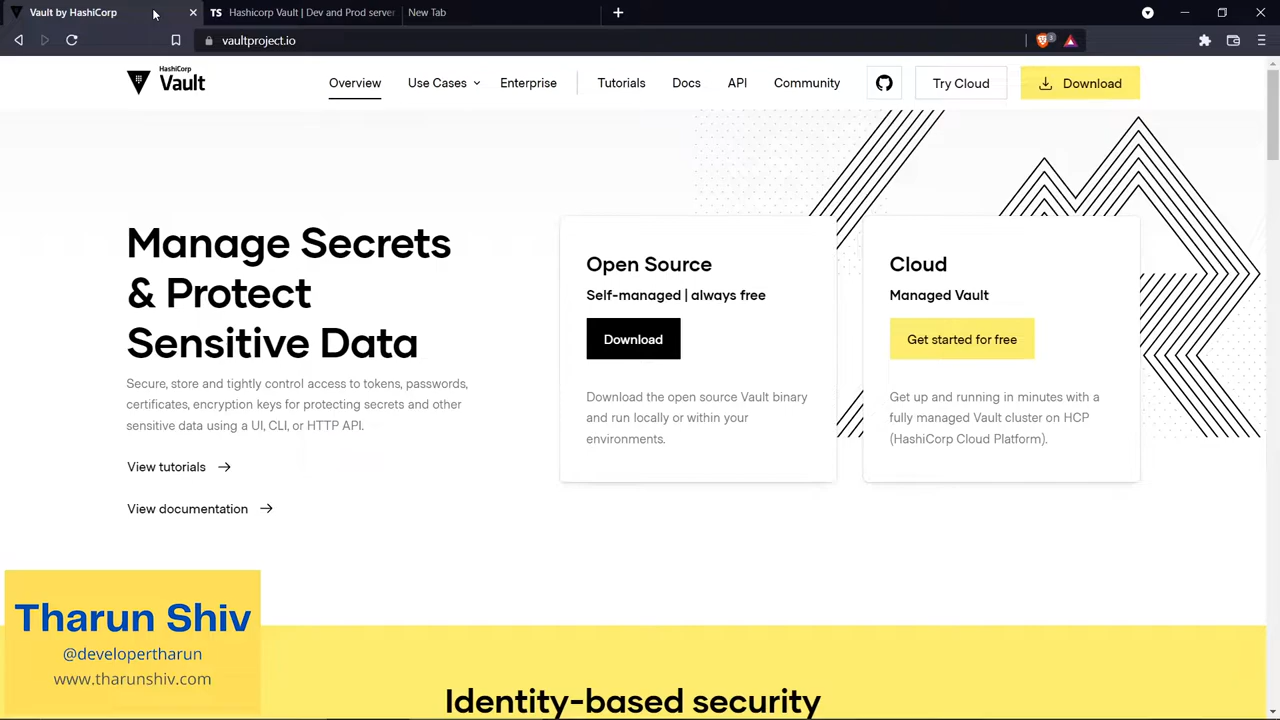 Vault by HashiCorp
TS Hashicorp Vault | Dev and Prod server
New Tab
vaultproject.io
3
HashiCorp
Vault
Overview
Use Cases
Enterprise
Tutorials
Docs
API
Community
Try Cloud
Download
Manage Secrets
& Protect
Sensitive Data
Secure, store and tightly control access to tokens, passwords,
certificates, encryption keys for protecting secrets and other
sensitive data using a UI, CLI, or HTTP API.
View tutorials
View documentation
Open Source
Self-managed | always free
Download
Download the open source Vault binary
and run locally or within your
environments.
Cloud
Managed Vault
Get started for free
Get up and running in minutes with a
fully managed Vault cluster on HCP
(HashiCorp Cloud Platform).
Tharun Shiv
@developertharun
www.tharunshiv.com
Identity-based security